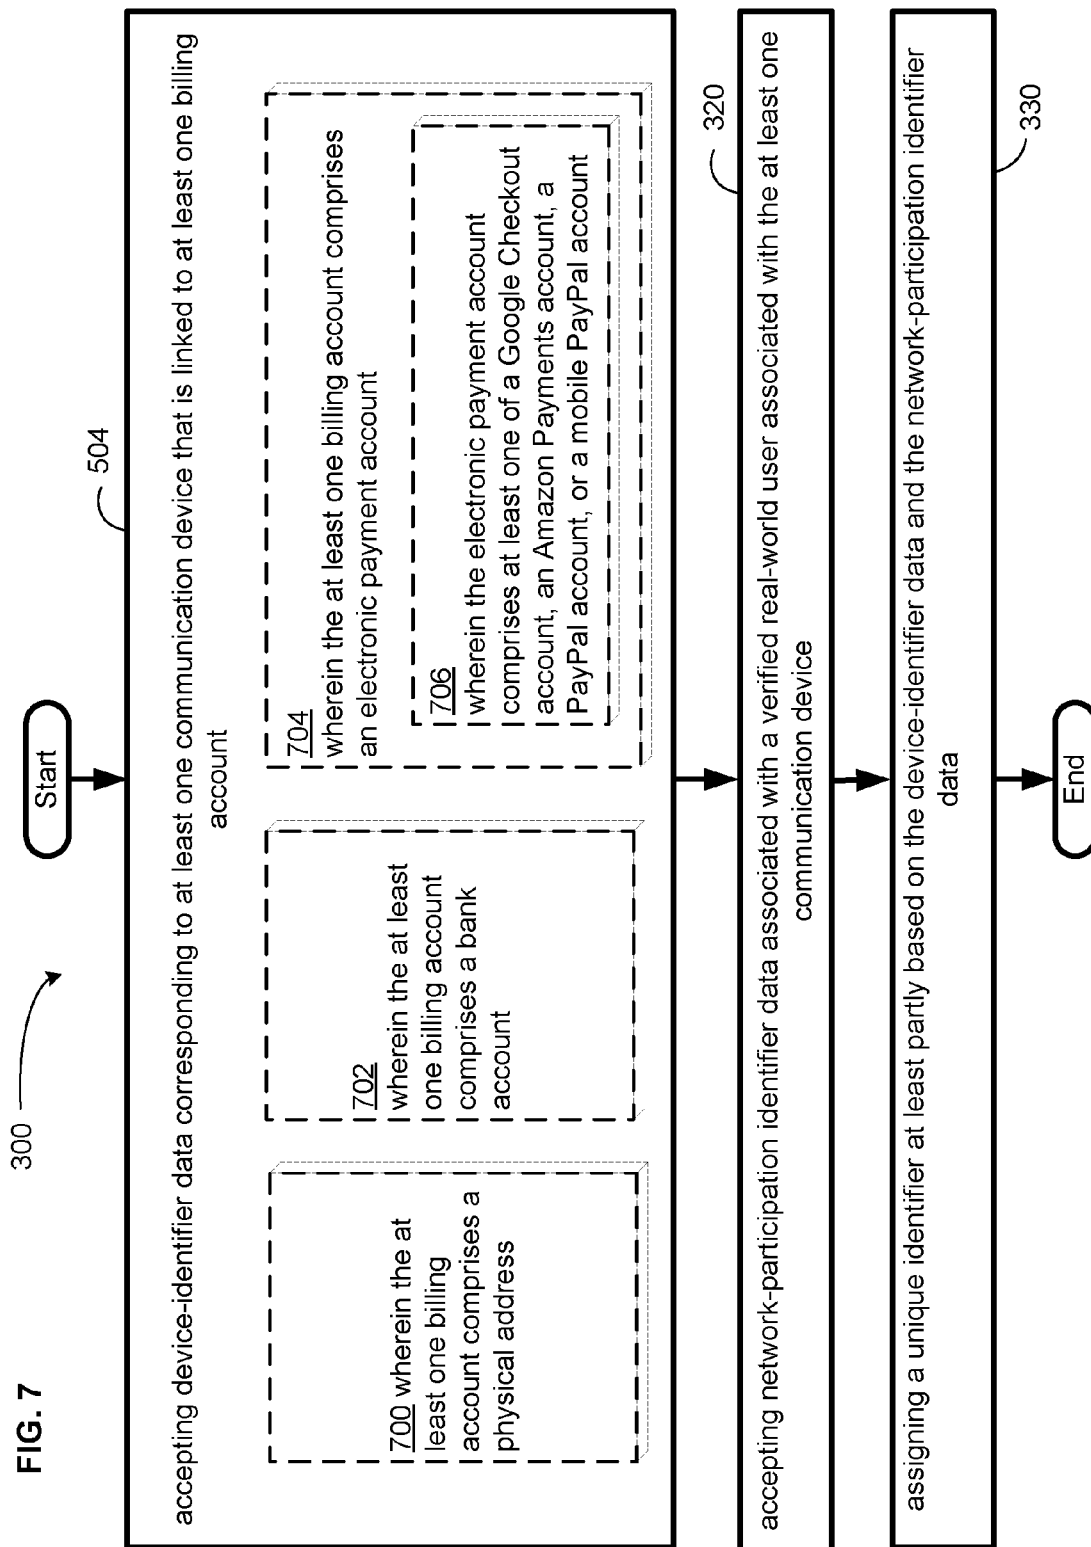 FIG. 7
300
Start
504
accepting device-identifier data corresponding to at least one communication device that is linked to at least one billing
account
700 wherein the at
least one billing
account comprises a
physical address
702
wherein the at least
one billing account
comprises a bank
account
704
wherein the at least one billing account comprises
an electronic payment account
706
wherein the electronic payment account
comprises at least one of a Google Checkout
account, an Amazon Payments account, a
PayPal account, or a mobile PayPal account
320
accepting network-participation identifier data associated with a verified real-world user associated with the at least one
communication device
330
assigning a unique identifier at least partly based on the device-identifier data and the network-participation identifier
data
End